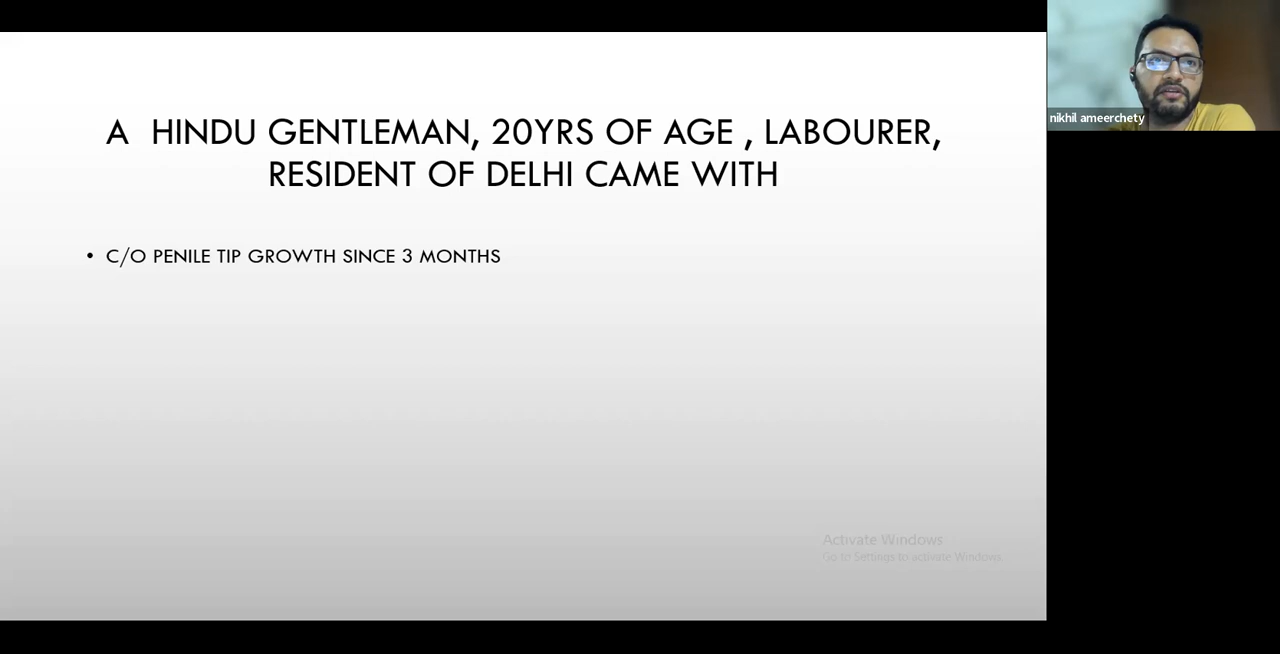 A HINDU GENTLEMAN, 20YRS OF AGE , LABOURER,
RESIDENT OF DELHI CAME WITH
• C/O PENILE TIP GROWTH SINCE 3 MONTHS
Activate Windows
Go to Settings to activate Windows
nikhil ameerchety